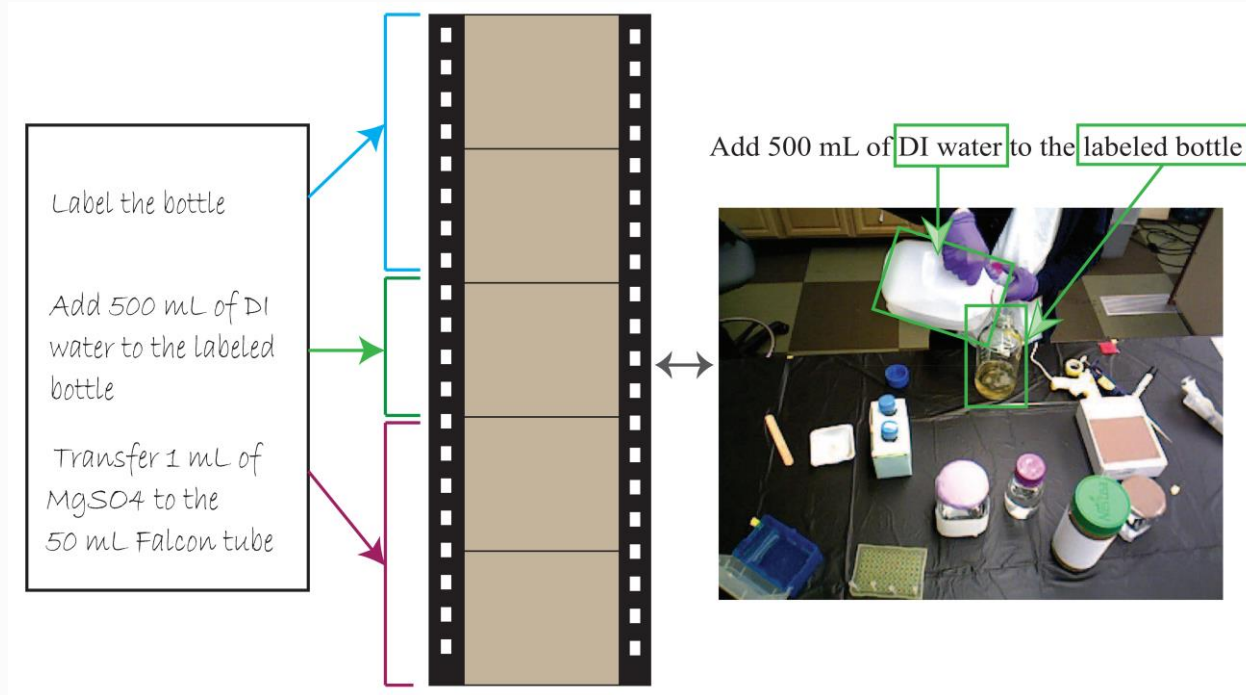 Label the bottle
Add 500 mL of DI
water to the labeled
bottle
Transfer 1 mL of
MgSO4 to the
50 mL Falcon tube
Add 500 mL of DI water to the labeled bottle